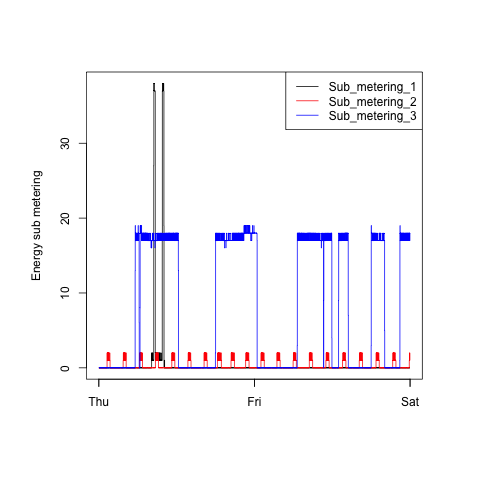 Sub_metering_1
Sub_metering_2
Sub_metering_3
Energy sub metering
30
20
10
0
Thu
Fri
Sat